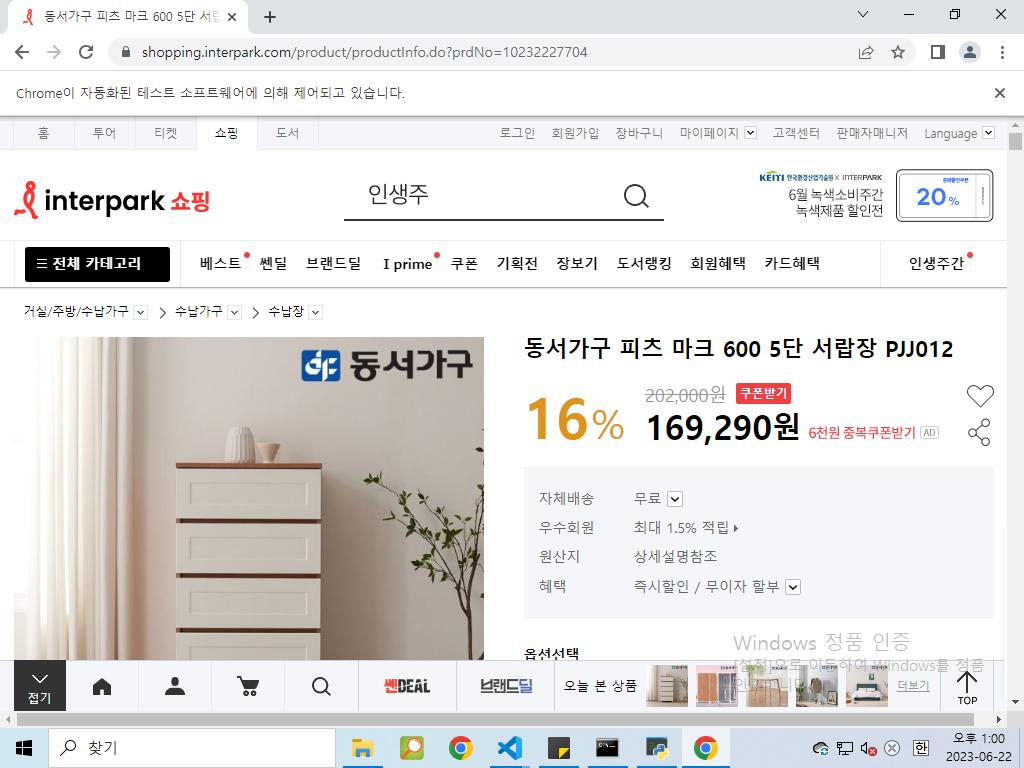 동서가구 피츠 마크 600 5단 서랍
shopping.interpark.com/product/productInfo.do?prdNo=10232227704
Chrome이 자동화된 테스트 소프트웨어에 의해 제어되고 있습니다.
홈 투어 티켓 쇼핑 도서 로그인 회원가입 장바구니 마이페이지 고객센터 판매자매니저 Language
interpark 쇼핑
인생주
KEITI 한국환경산업기술원 X INTERPARK
6월 녹색소비주간
녹색제품 할인전
중복할인쿠폰
20%
전체 카테고리 베스트 쎈딜 브랜드딜 I prime 쿠폰 기획전 장보기 도서랭킹 회원혜택 카드혜택 인생주간
거실/주방/수납가구 수납가구 수납장
동서가구
동서가구 피츠 마크 600 5단 서랍장 PJJ012
16%
202,000원 쿠폰받기
169,290원 6천원 중복쿠폰받기 AD
자체배송 무료
우수회원 최대 1.5% 적립
원산지 상세설명참조
혜택 즉시할인 / 무이자 할부
옵션선택
Windows 정품 인증
[설정]으로 이동하여 Windows를 정품
접기
쎈DEAL
브랜드딜
오늘 본 상품
더보기
TOP
찾기
한
오후 1:00
2023-06-22